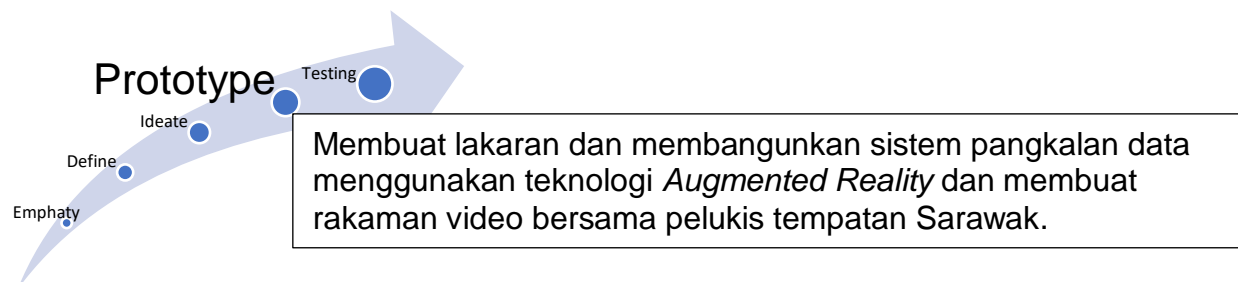 Prototype
Testing
Ideate
Define
Emphaty
Membuat lakaran dan membangunkan sistem pangkalan data
menggunakan teknologi Augmented Reality dan membuat
rakaman video bersama pelukis tempatan Sarawak.